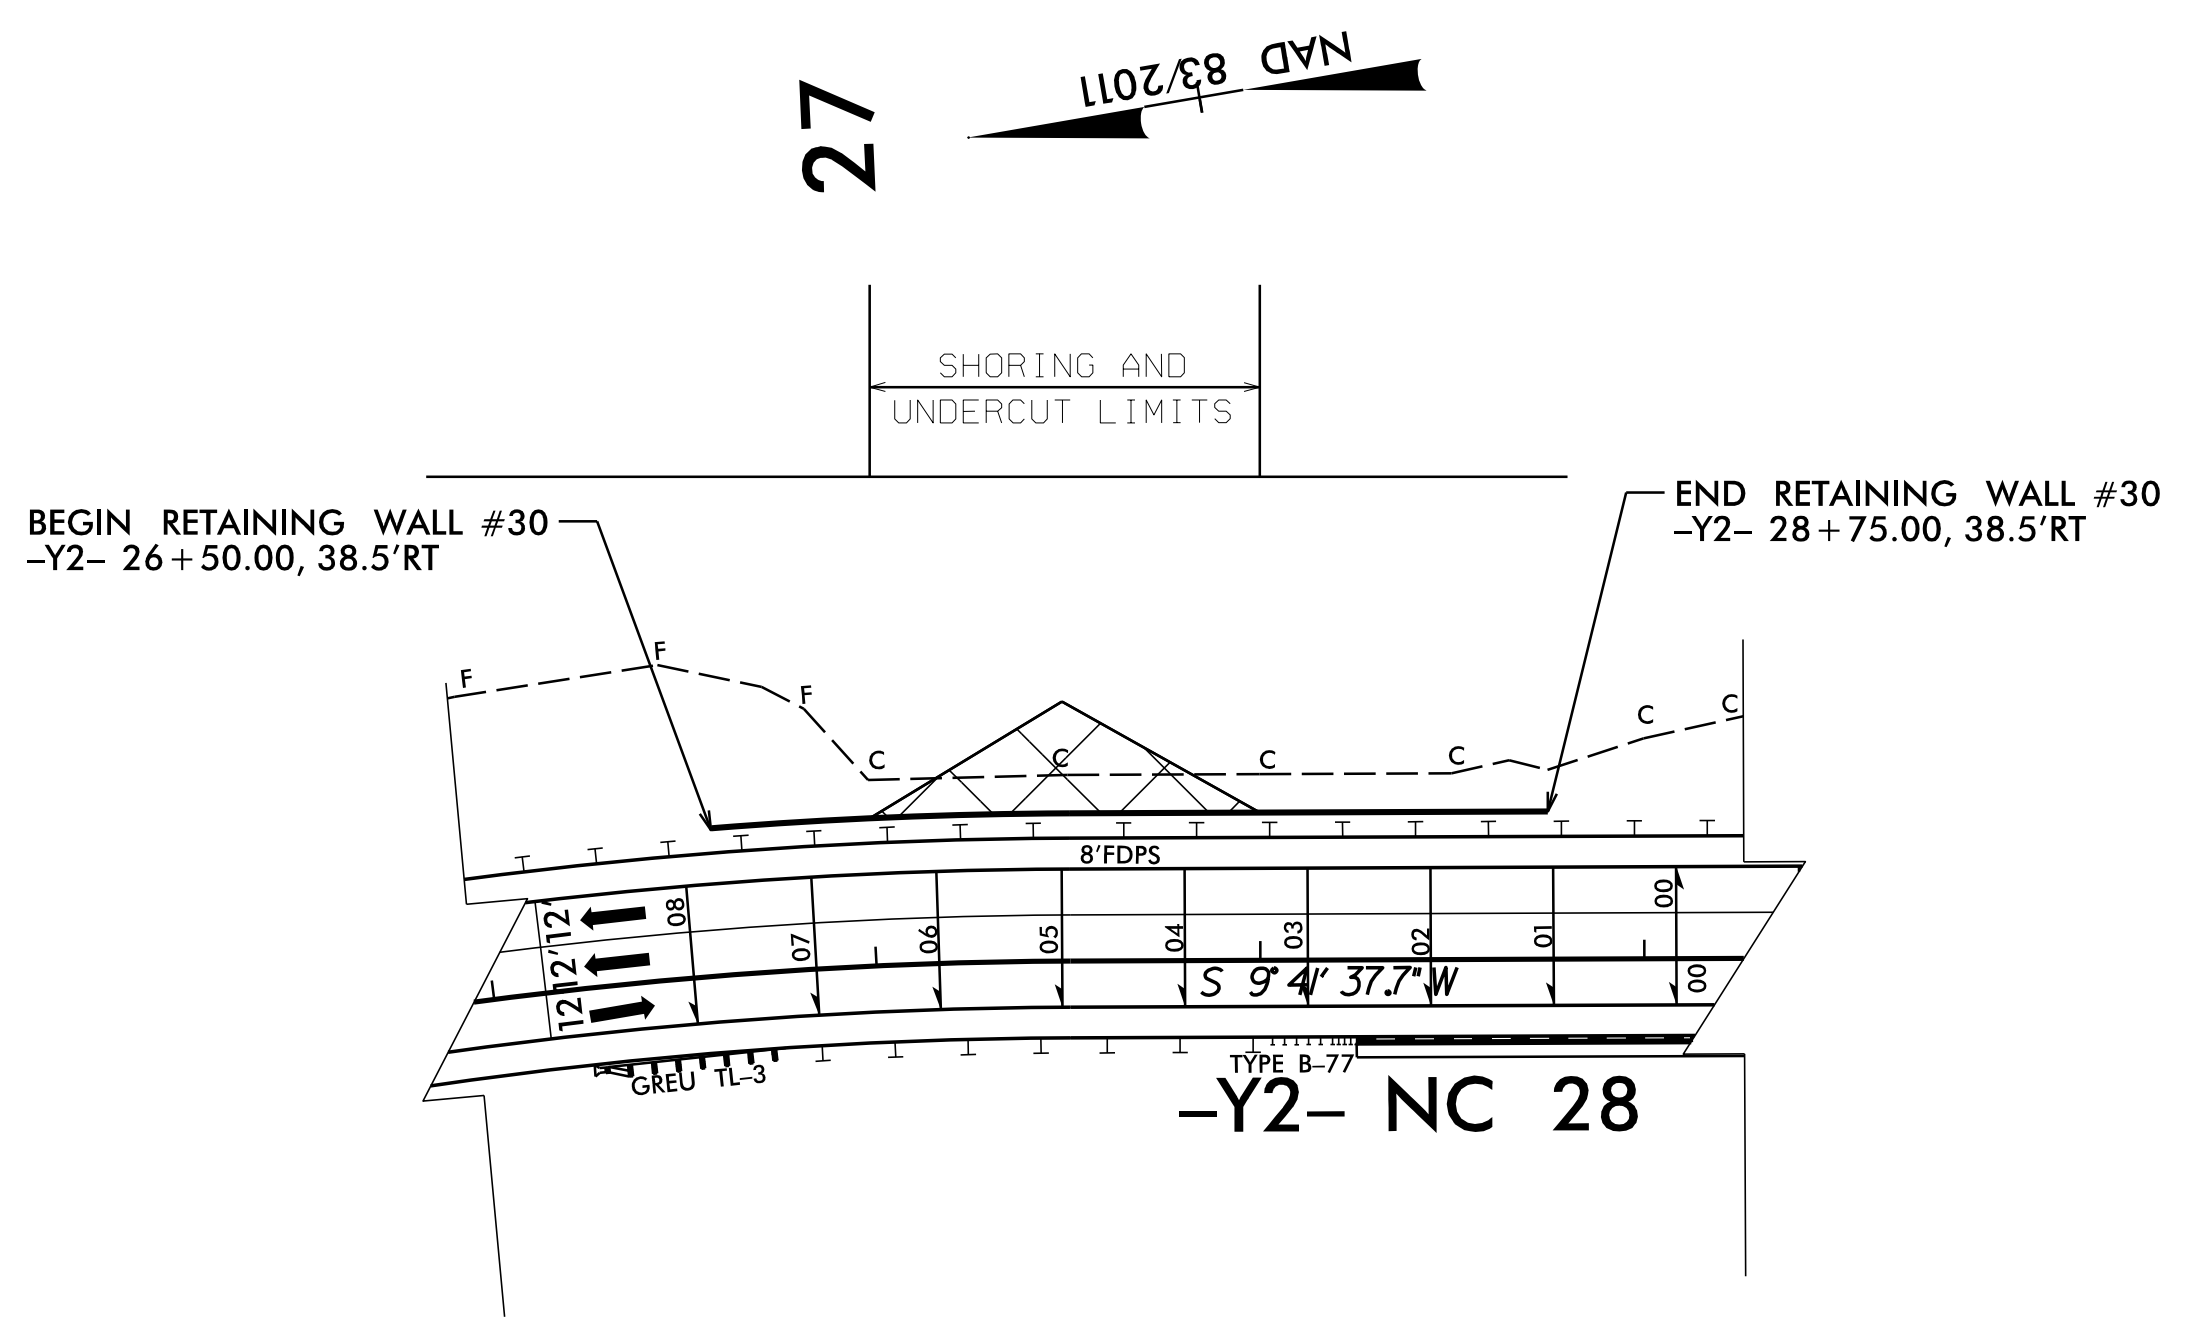 NAD 83/2011
27
SHORING AND
UNDERCUT LIMITS
BEGIN RETAINING WALL #30
–Y2– 26+50.00, 38.5'RT
END RETAINING WALL #30
–Y2– 28+75.00, 38.5'RT
F
F
F
C
C
C
C
C
C
8'FDPS
12'
12'
12'
08
07
06
05
04
03
02
01
00
00
S 9° 41' 37.7" W
GREU TL–3
TYPE B–77
–Y2– NC 28